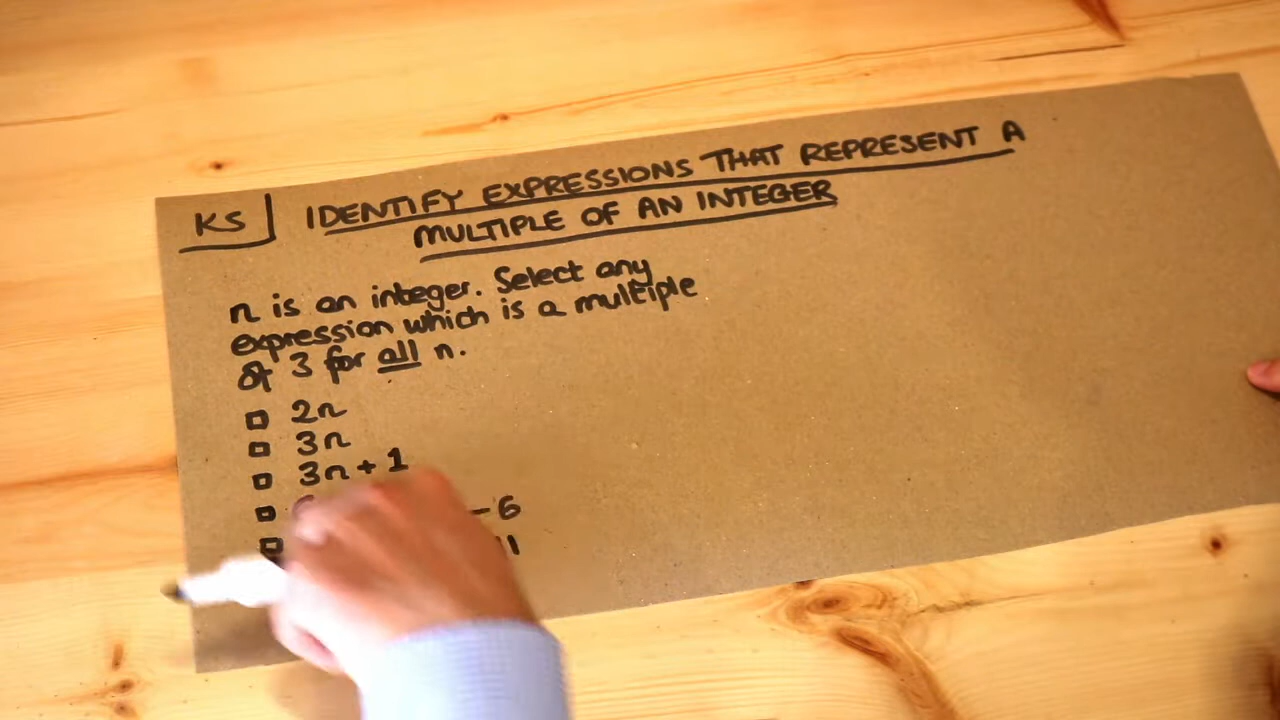 KS
IDENTIFY EXPRESSIONS THAT REPRESENT A
MULTIPLE OF AN INTEGER
n is an integer. Select any
expression which is a multiple
of 3 for all n.
2n
3n
3n + 1
- 6